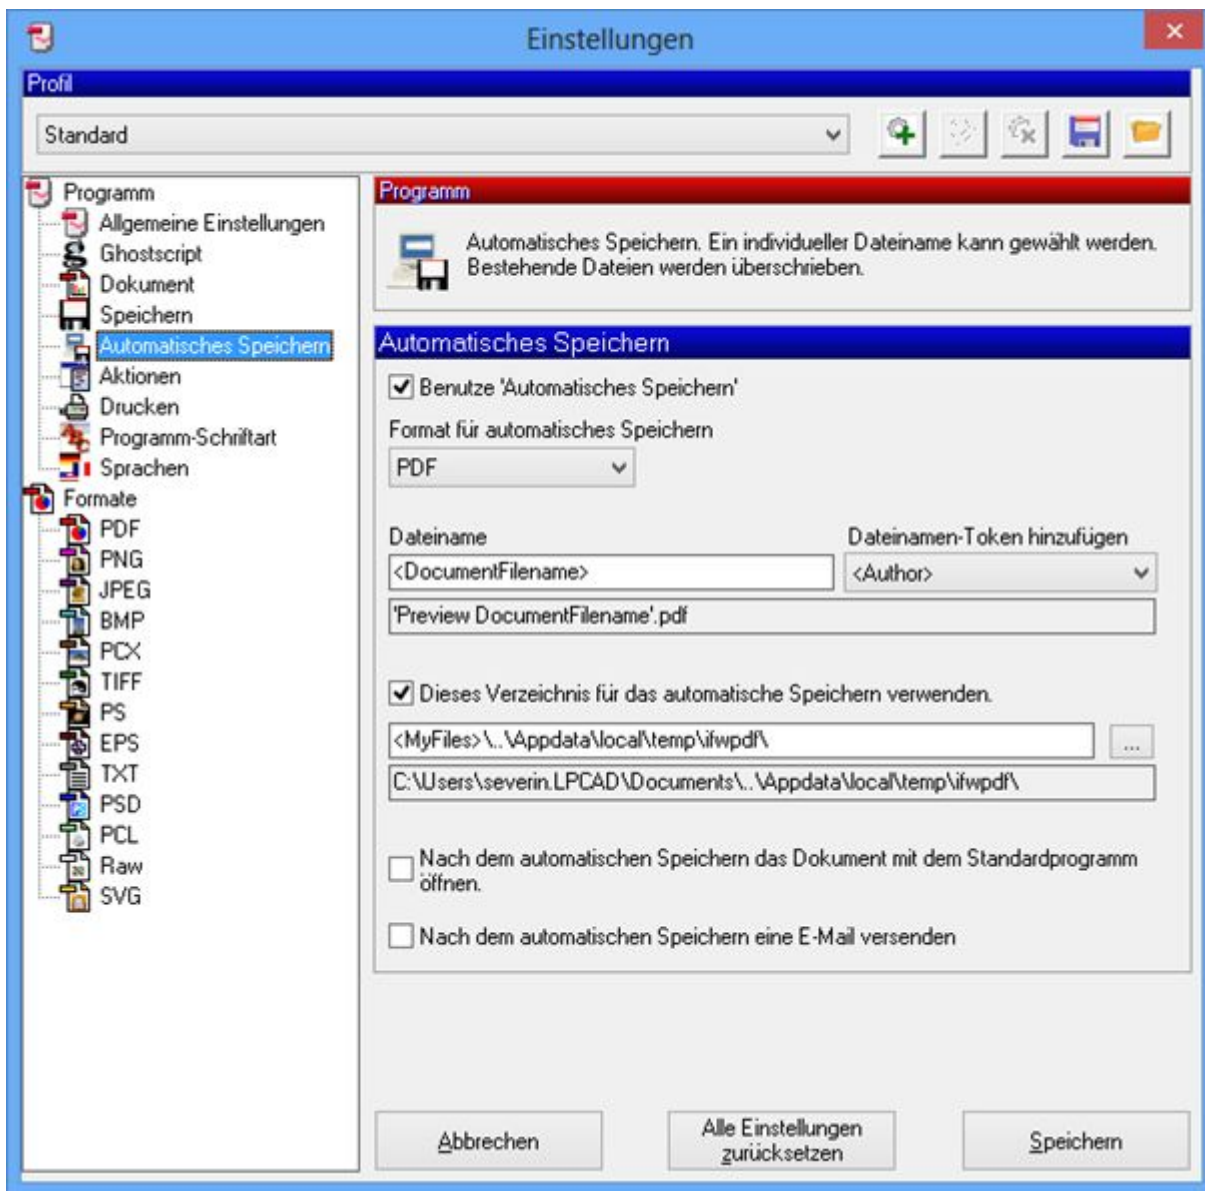 Einstellungen
Profil
Standard
Programm
Allgemeine Einstellungen
Ghostscript
Dokument
Speichern
Automatisches Speichern
Aktionen
Drucken
Programm-Schriftart
Sprachen
Formate
PDF
PNG
JPEG
BMP
PCX
TIFF
PS
EPS
TXT
PSD
PCL
Raw
SVG
Programm
Automatisches Speichern. Ein individueller Dateiname kann gewählt werden.
Bestehende Dateien werden überschrieben.
Automatisches Speichern
Benutze 'Automatisches Speichern'
Format für automatisches Speichern
PDF
Dateiname
Dateinamen-Token hinzufügen
<DocumentFilename>
<Author>
'Preview DocumentFilename'.pdf
Dieses Verzeichnis für das automatische Speichern verwenden.
<MyFiles>\..\Appdata\local\temp\ifwpdf\
...
C:\Users\severin.LPCAD\Documents\..\Appdata\local\temp\ifwpdf\
Nach dem automatischen Speichern das Dokument mit dem Standardprogramm
öffnen.
Nach dem automatischen Speichern eine E-Mail versenden
Abbrechen
Alle Einstellungen
zurücksetzen
Speichern